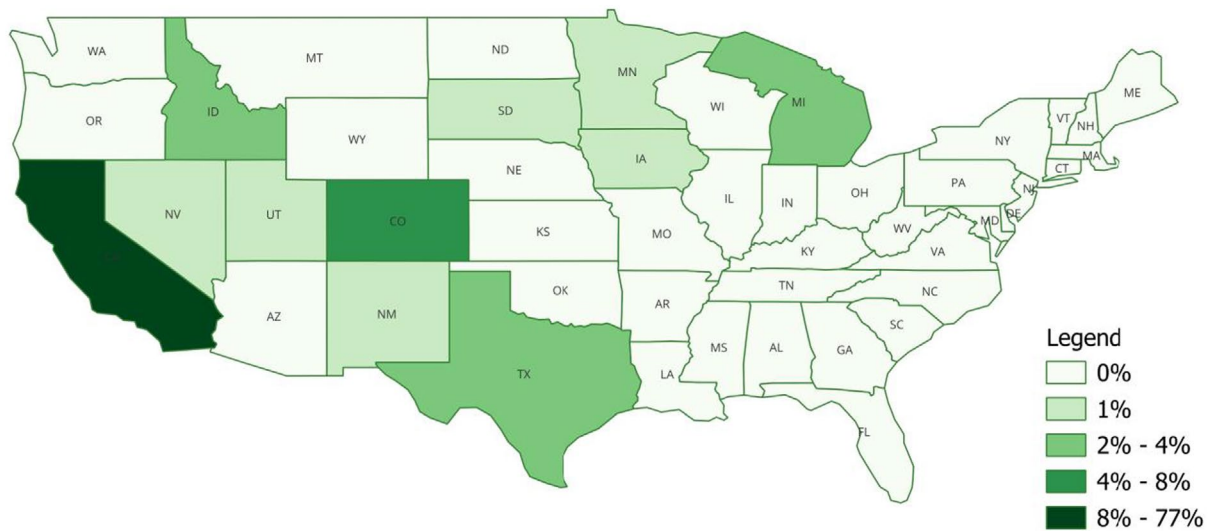 WA
MT
ND
MN
ME
OR
ID
SD
WI
MI
VT
NH
WY
NY
MA
IA
CT
NE
PA
NJ
NV
UT
CO
IL
IN
OH
DE
MD
WV
KS
MO
VA
KY
AZ
NM
OK
TN
NC
AR
SC
MS
AL
GA
TX
LA
FL
Legend
0%
1%
2% - 4%
4% - 8%
8% - 77%